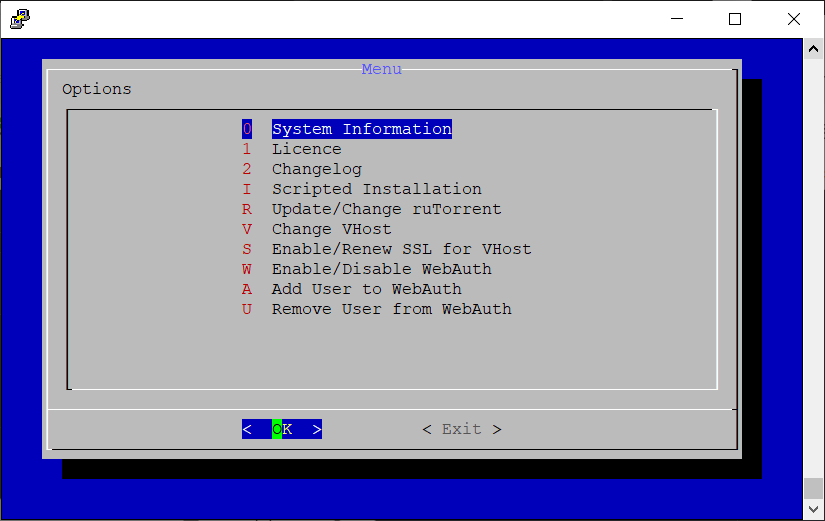 Menu
Options
0 System Information
1 Licence
2 Changelog
I Scripted Installation
R Update/Change ruTorrent
V Change VHost
S Enable/Renew SSL for VHost
W Enable/Disable WebAuth
A Add User to WebAuth
U Remove User from WebAuth
< OK > < Exit >